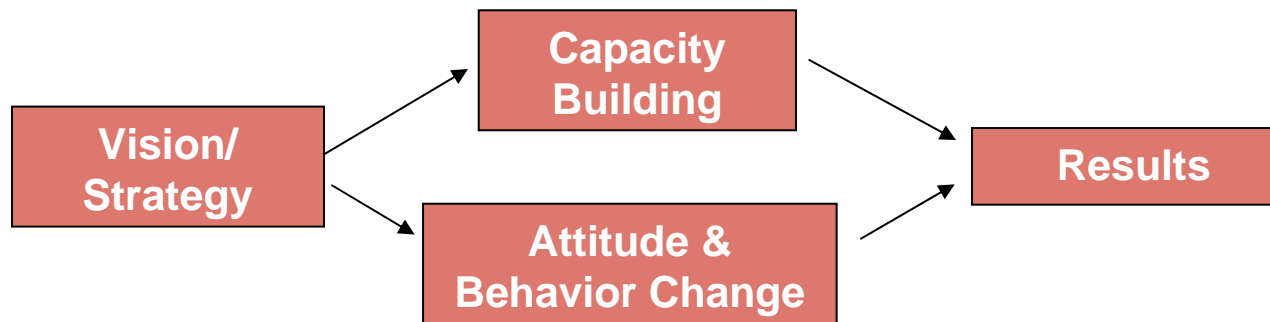 Capacity
Building
Vision/
Strategy
Results
Attitude &
Behavior Change